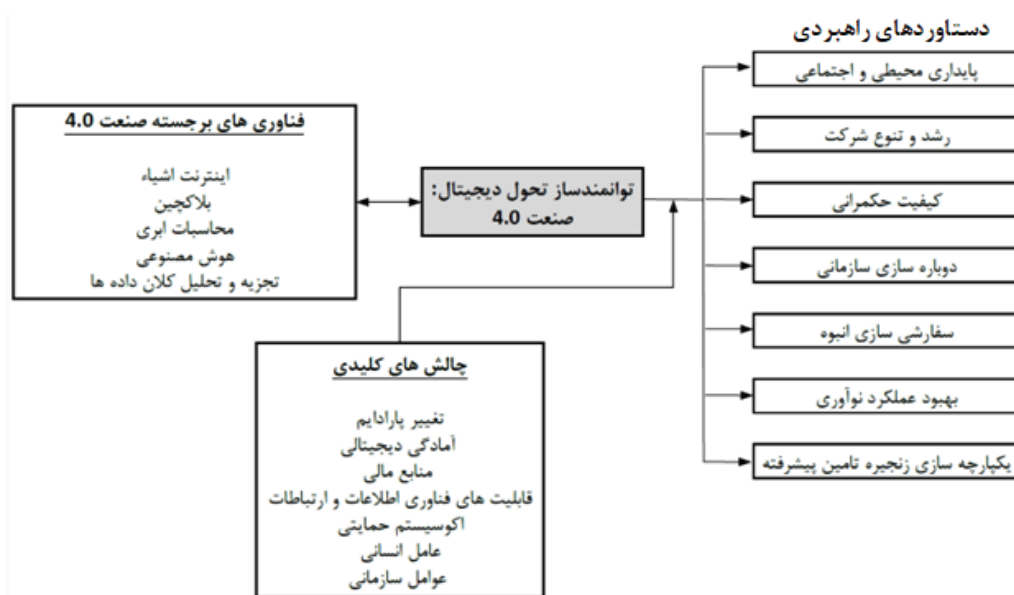 دستاوردهای راهبردی
پایداری محیطی و اجتماعی
رشد و تنوع شرکت
کیفیت حکمرانی
دوباره سازی سازمانی
سفارشی سازی انبوه
بهبود عملکرد نوآوری
یکپارچه سازی زنجیره تامین پیشرفته
توانمندساز تحول دیجیتال:
صنعت 4.0
فناوری های برجسته صنعت 4.0
اینترنت اشیاء
بلاکچین
محاسبات ابری
هوش مصنوعی
تجزیه و تحلیل کلان داده ها
چالش های کلیدی
تغییر پارادایم
آمادگی دیجیتالی
منابع مالی
قابلیت های فناوری اطلاعات و ارتباطات
اکوسیستم حمایتی
عامل انسانی
عوامل سازمانی